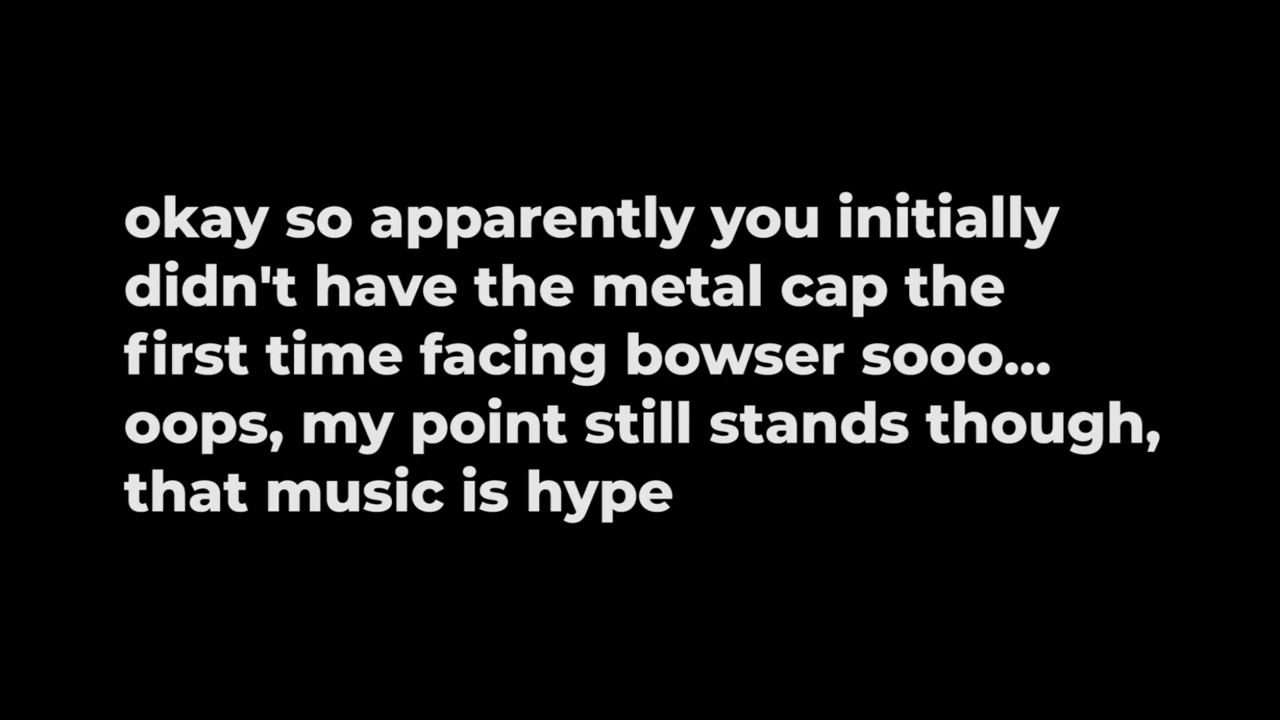 okay so apparently you initially
didn't have the metal cap the
first time facing bowser sooo...
oops, my point still stands though,
that music is hype